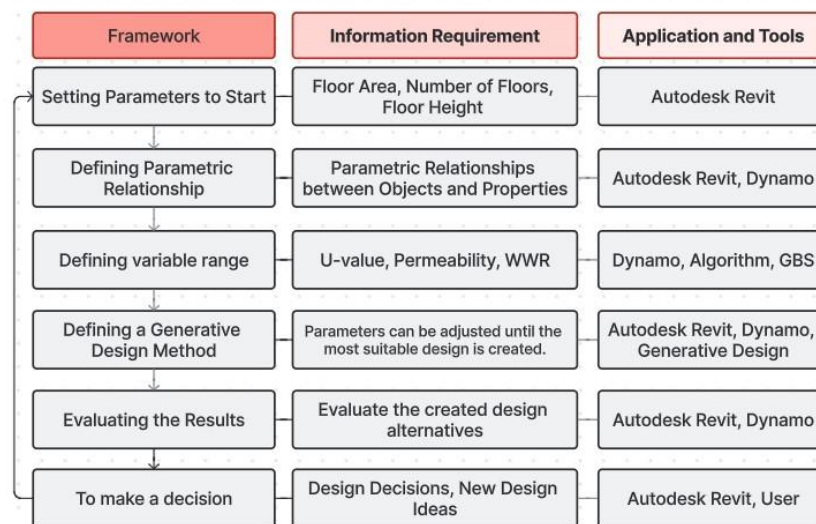 Framework
Information Requirement
Application and Tools
Setting Parameters to Start
Floor Area, Number of Floors,
Floor Height
Autodesk Revit
Defining Parametric
Relationship
Parametric Relationships
between Objects and Properties
Autodesk Revit, Dynamo
Defining variable range
U-value, Permeability, WWR
Dynamo, Algorithm, GBS
Defining a Generative
Design Method
Parameters can be adjusted until the
most suitable design is created.
Autodesk Revit, Dynamo,
Generative Design
Evaluating the Results
Evaluate the created design
alternatives
Autodesk Revit, Dynamo
To make a decision
Design Decisions, New Design
Ideas
Autodesk Revit, User